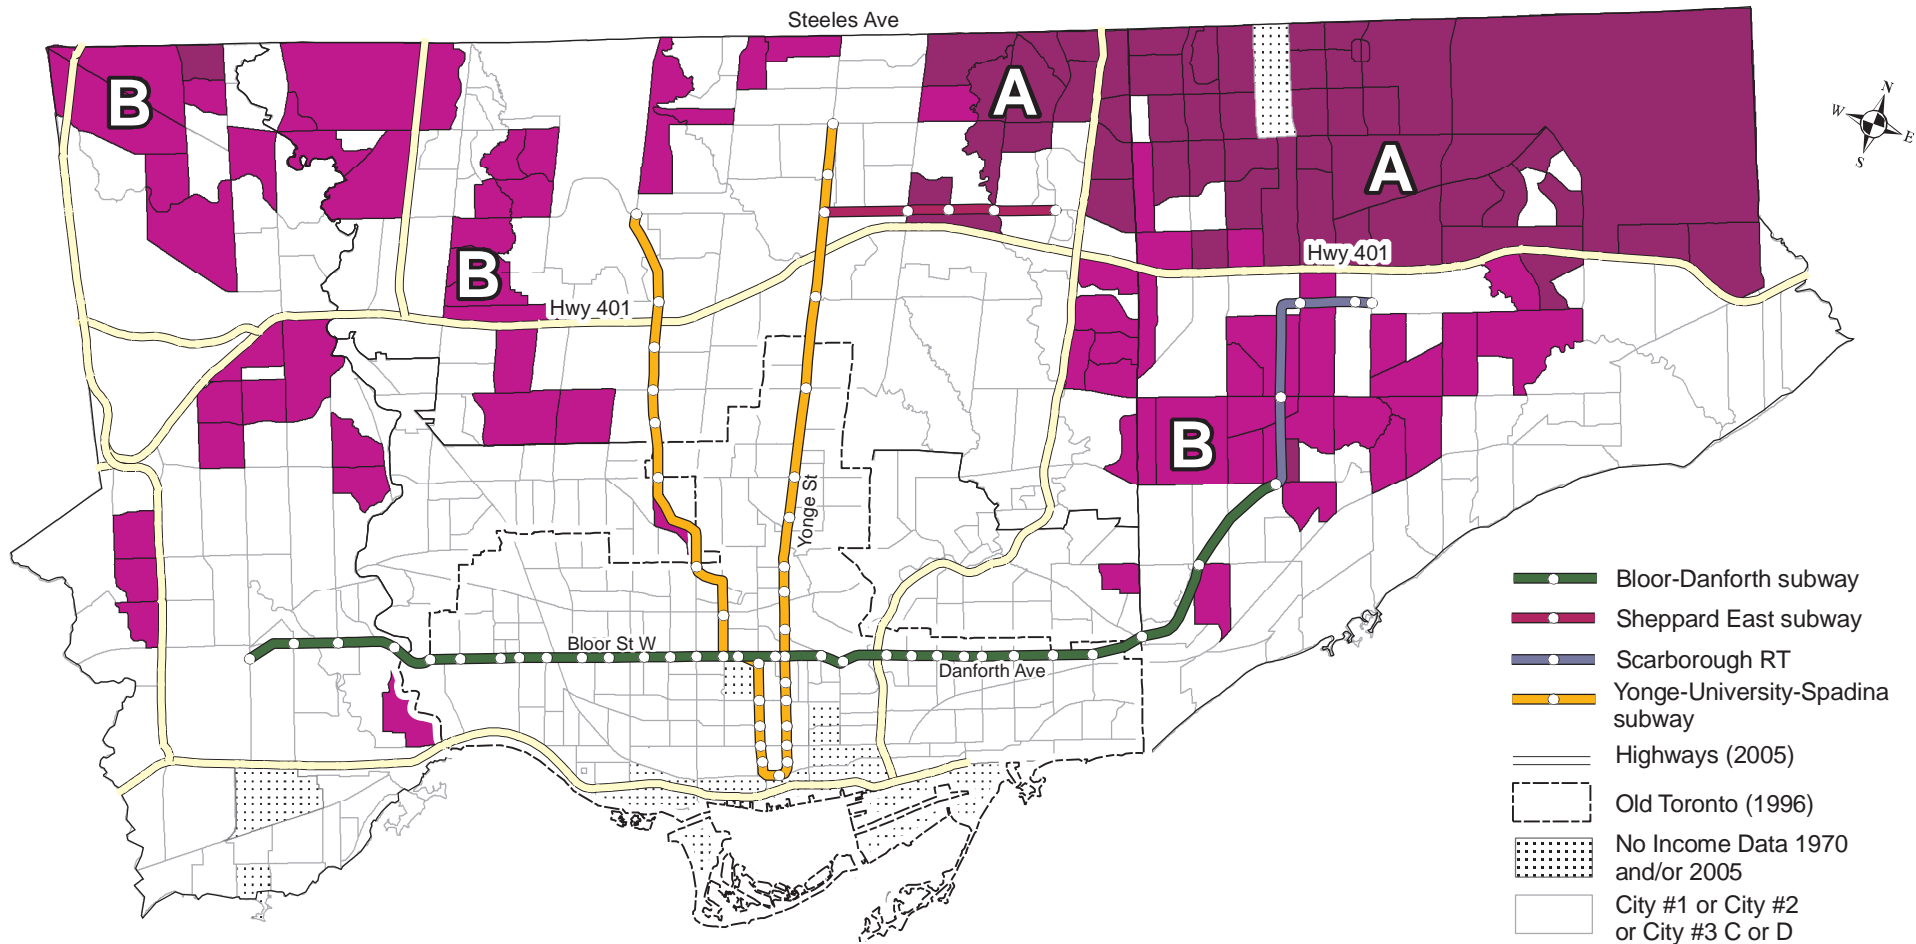 Steeles Ave
B
A
N
W
E
S
A
B
Hwy 401
Hwy 401
B
Yonge St
Bloor St W
Danforth Ave
Bloor-Danforth subway
Sheppard East subway
Scarborough RT
Yonge-University-Spadina
subway
Highways (2005)
Old Toronto (1996)
No Income Data 1970
and/or 2005
City #1 or City #2
or City #3 C or D